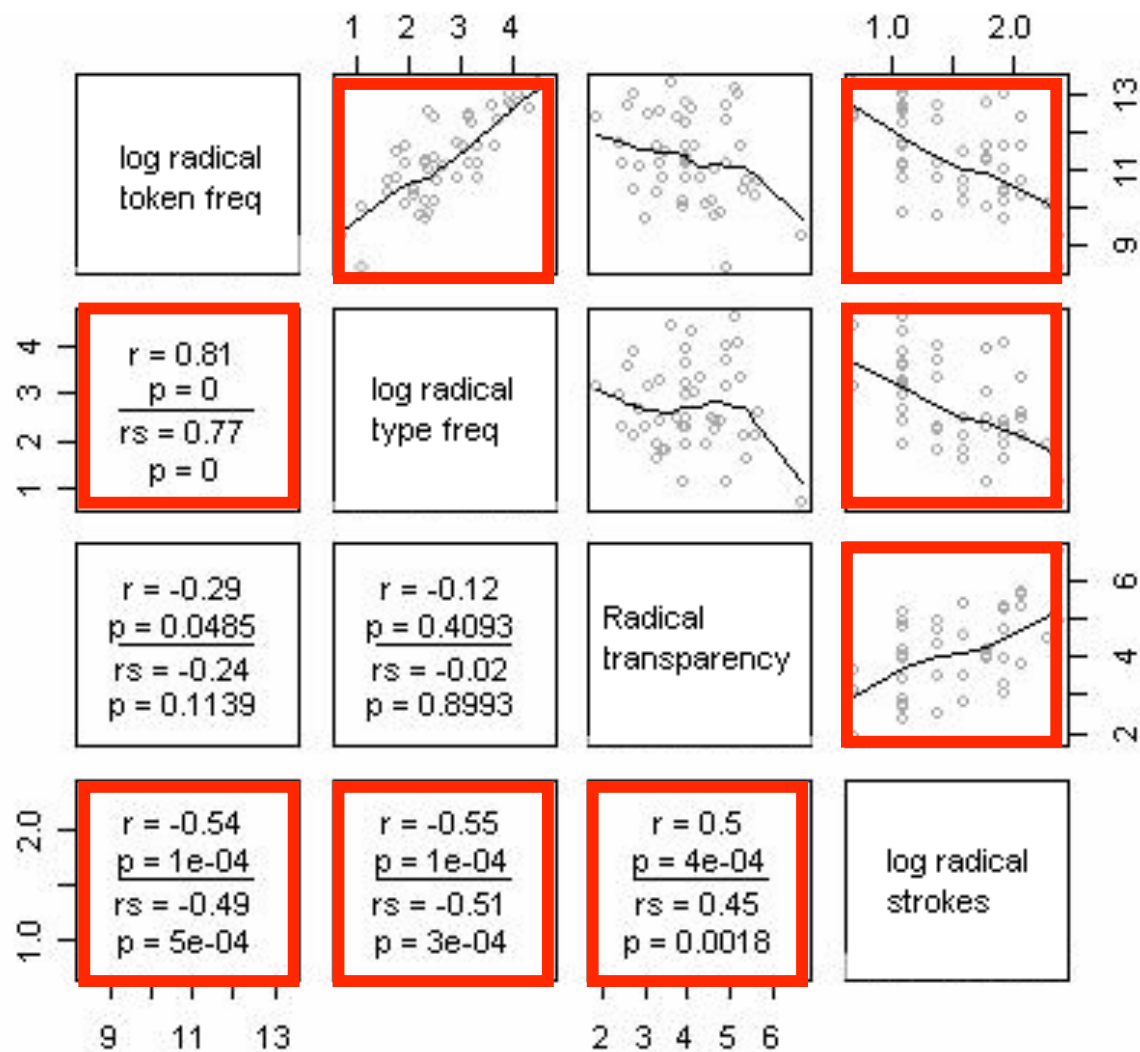 1 2 3 4
1.0 2.0
log radical
token freq
13
11
9
4
3
2
1
r = 0.81
p = 0
rs = 0.77
p = 0
log radical
type freq
r = -0.29
p = 0.0485
rs = -0.24
p = 0.1139
r = -0.12
p = 0.4093
rs = -0.02
p = 0.8993
Radical
transparency
6
4
2
2.0
1.0
r = -0.54
p = 1e-04
rs = -0.49
p = 5e-04
r = -0.55
p = 1e-04
rs = -0.51
p = 3e-04
r = 0.5
p = 4e-04
rs = 0.45
p = 0.0018
log radical
strokes
9 11 13
2 3 4 5 6